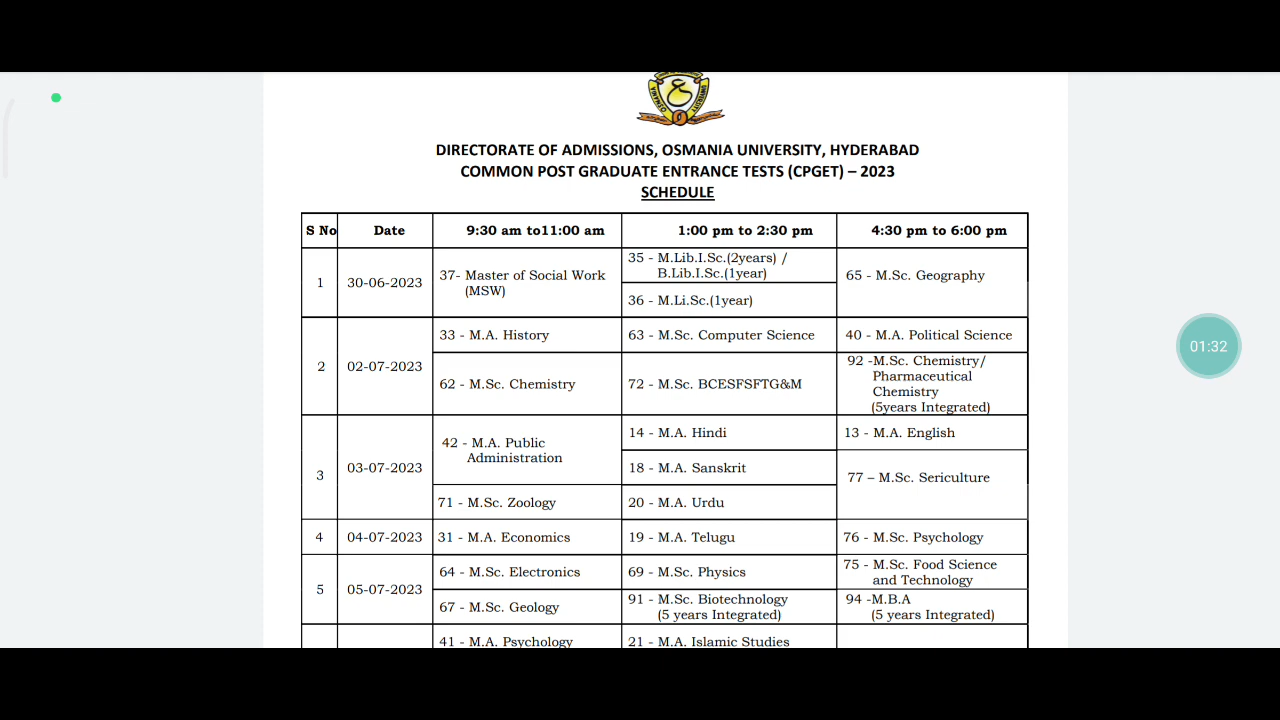 DIRECTORATE OF ADMISSIONS, OSMANIA UNIVERSITY, HYDERABAD
COMMON POST GRADUATE ENTRANCE TESTS (CPGET) – 2023
SCHEDULE
S No Date 9:30 am to11:00 am 1:00 pm to 2:30 pm 4:30 pm to 6:00 pm
1 30-06-2023
37- Master of Social Work
(MSW)
35 - M.Lib.I.Sc.(2years) /
B.Lib.I.Sc.(1year)
36 - M.Li.Sc.(1year)
65 - M.Sc. Geography
2 02-07-2023
33 - M.A. History
63 - M.Sc. Computer Science
40 - M.A. Political Science
62 - M.Sc. Chemistry
72 - M.Sc. BCESFSFTG&M
92 -M.Sc. Chemistry/
Pharmaceutical
Chemistry
(5years Integrated)
3 03-07-2023
42 - M.A. Public
Administration
71 - M.Sc. Zoology
14 - M.A. Hindi
18 - M.A. Sanskrit
20 - M.A. Urdu
13 - M.A. English
77 – M.Sc. Sericulture
4 04-07-2023 31 - M.A. Economics 19 - M.A. Telugu 76 - M.Sc. Psychology
5 05-07-2023
64 - M.Sc. Electronics
69 - M.Sc. Physics
75 - M.Sc. Food Science
and Technology
67 - M.Sc. Geology
91 - M.Sc. Biotechnology
(5 years Integrated)
94 -M.B.A
(5 years Integrated)
41 - M.A. Psychology
21 - M.A. Islamic Studies
01:32